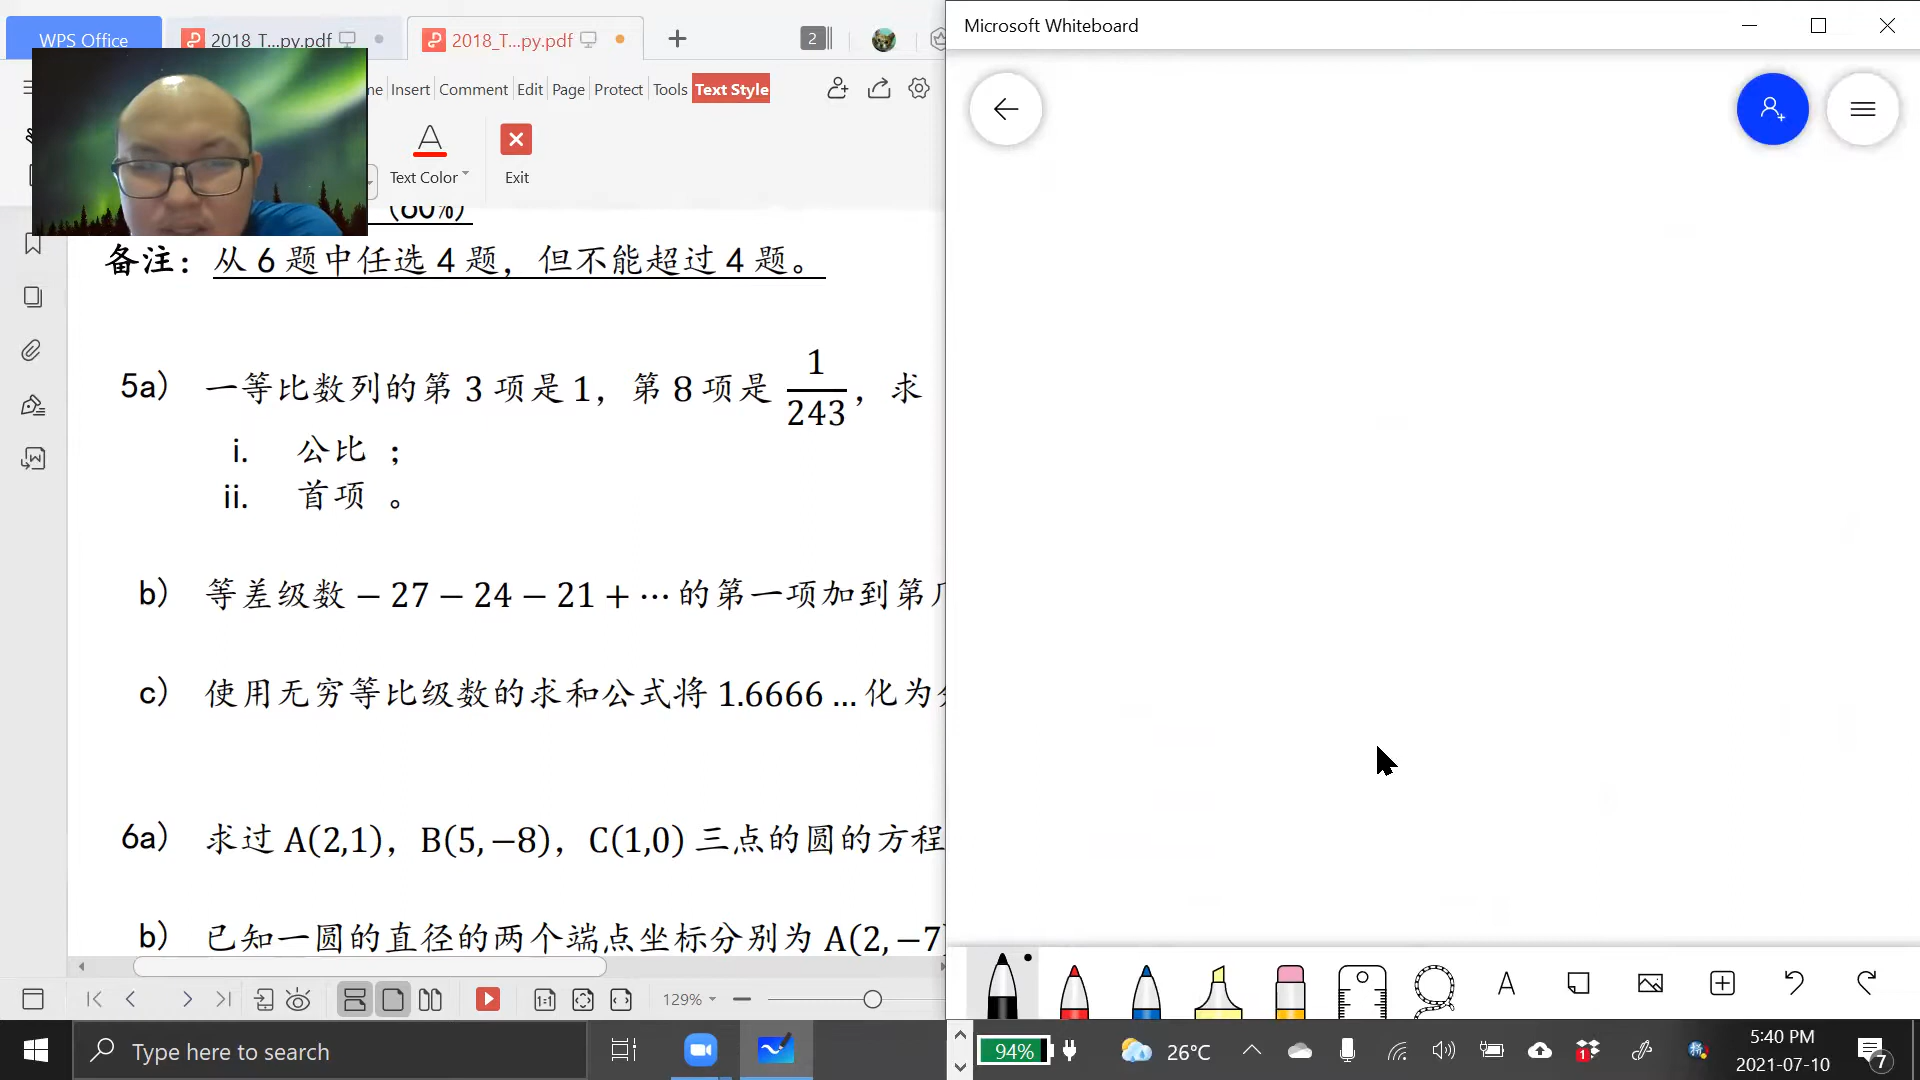 Microsoft Whiteboard
WPS Office
2018 T...py.pdf
2018_T...py.pdf
2
Insert
Comment
Edit
Page
Protect
Tools
Text Style
Text Color
Exit
备注：从 6 题中任选 4 题，但不能超过 4 题。
5a) 一等比数列的第 3 项是 1，第 8 项是 1/243，求
i. 公比 ；
ii. 首项 。
b) 等差级数 − 27 − 24 − 21 + ⋯ 的第一项加到第
c) 使用无穷等比级数的求和公式将 1.6666 … 化为
6a) 求过 A(2,1)，B(5, −8)，C(1,0) 三点的圆的方程
b) 已知一圆的直径的两个端点坐标分别为 A(2, −7)
1:1
129%
A
Type here to search
94%
26°C
1
5:40 PM
2021-07-10
7